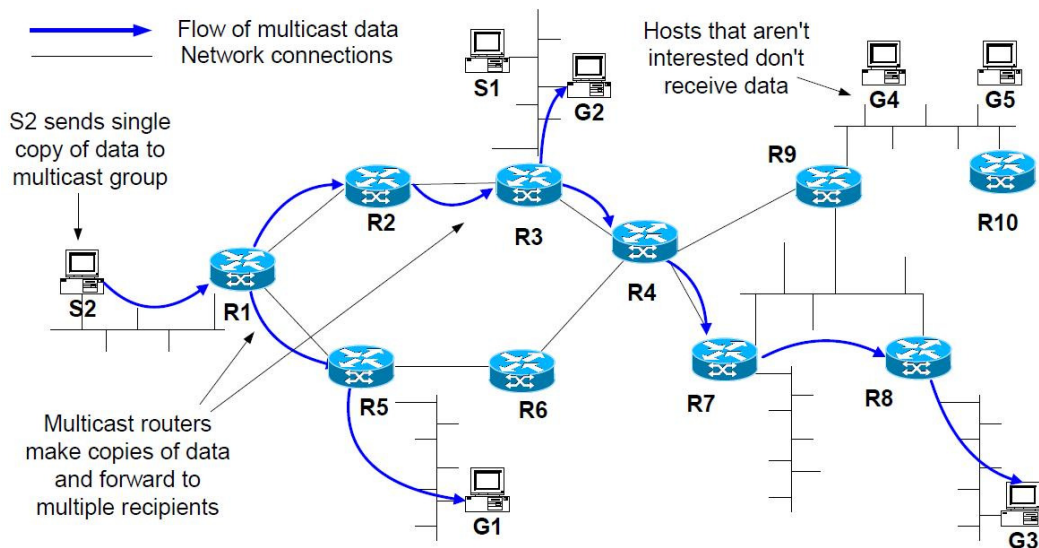 Flow of multicast data
Network connections
Hosts that aren't
interested don't
receive data
S1
G2
G4
G5
S2 sends single
copy of data to
multicast group
R9
R2
R3
R10
S2
R1
R4
R5
R6
R7
R8
Multicast routers
make copies of data
and forward to
multiple recipients
G1
G3